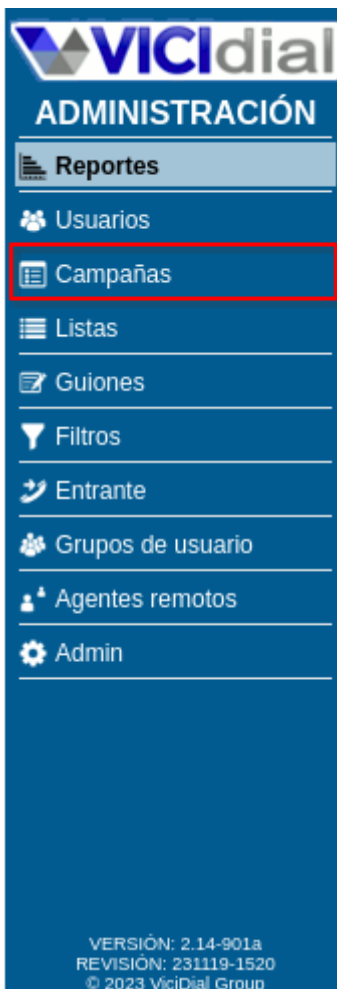 VICIdial
ADMINISTRACIÓN
Reportes
Usuarios
Campañas
Listas
Guiones
Filtros
Entrante
Grupos de usuario
Agentes remotos
Admin
VERSIÓN: 2.14-901a
REVISIÓN: 231119-1520
© 2023 ViciDial Group